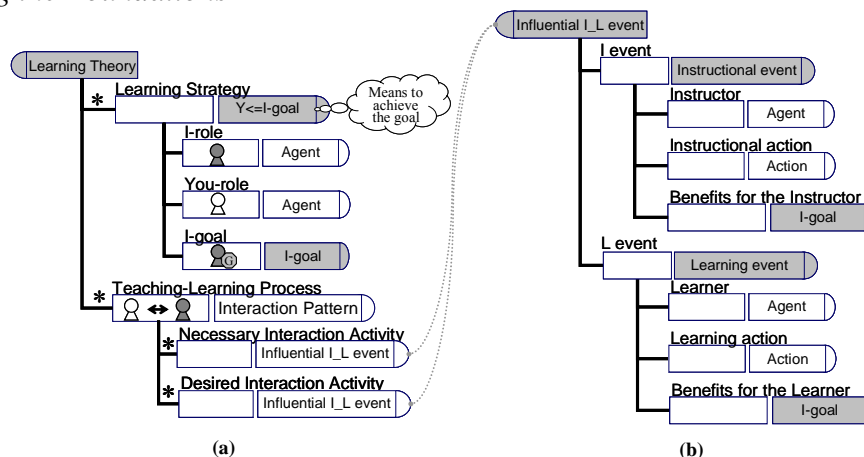 Learning Theory
*
Learning Strategy
Y<=I-goal
Means to
achieve
the goal
I-role
Agent
You-role
Agent
I-goal
G
I-goal
*
Teaching-Learning Process
Interaction Pattern
*
Necessary Interaction Activity
Influential I_L event
*
Desired Interaction Activity
Influential I_L event
(a)
Influential I_L event
I event
Instructional event
Instructor
Agent
Instructional action
Action
Benefits for the Instructor
I-goal
L event
Learning event
Learner
Agent
Learning action
Action
Benefits for the Learner
I-goal
(b)